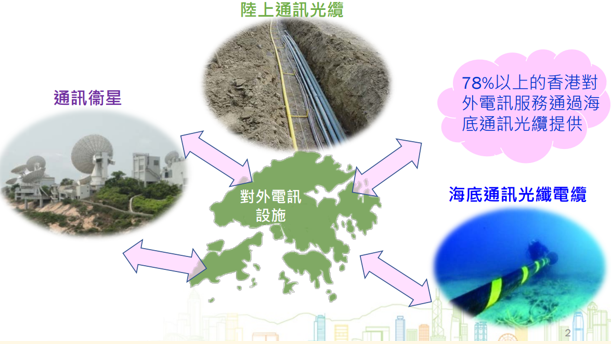 陸上通訊光纜
通訊衞星
78%以上的香港對
外電訊服務通過海
底通訊光纜提供
對外電訊
設施
海底通訊光纖電纜
2